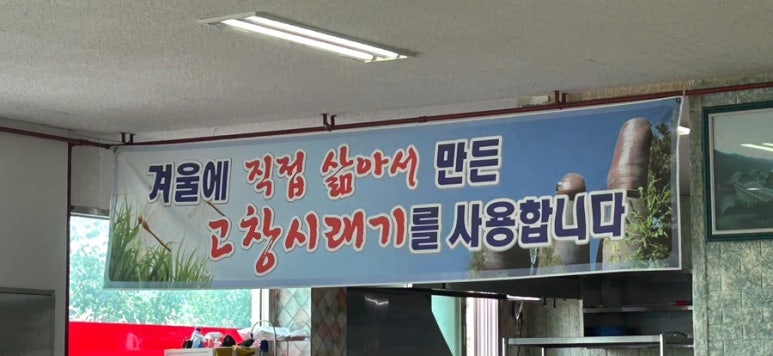 겨울에 직접 삶아서 만든
고창시래기를 사용합니다